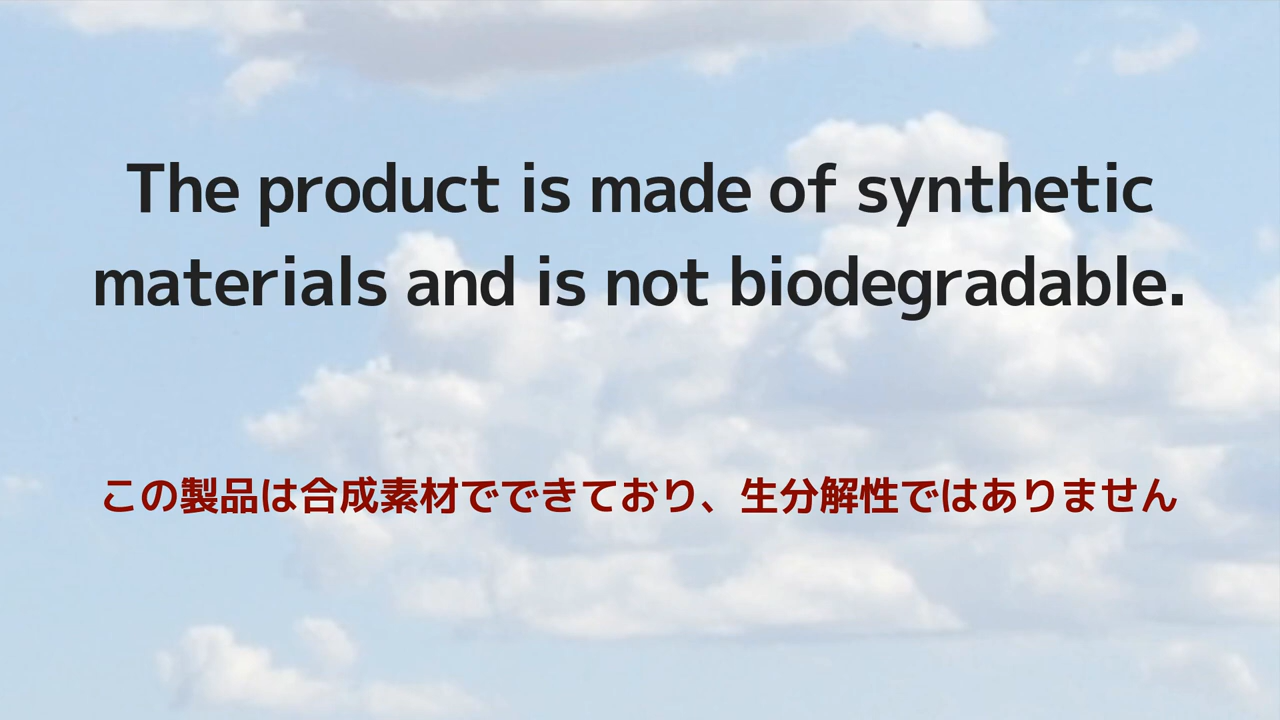 The product is made of synthetic
materials and is not biodegradable.
この製品は合成素材でできており、生分解性ではありません